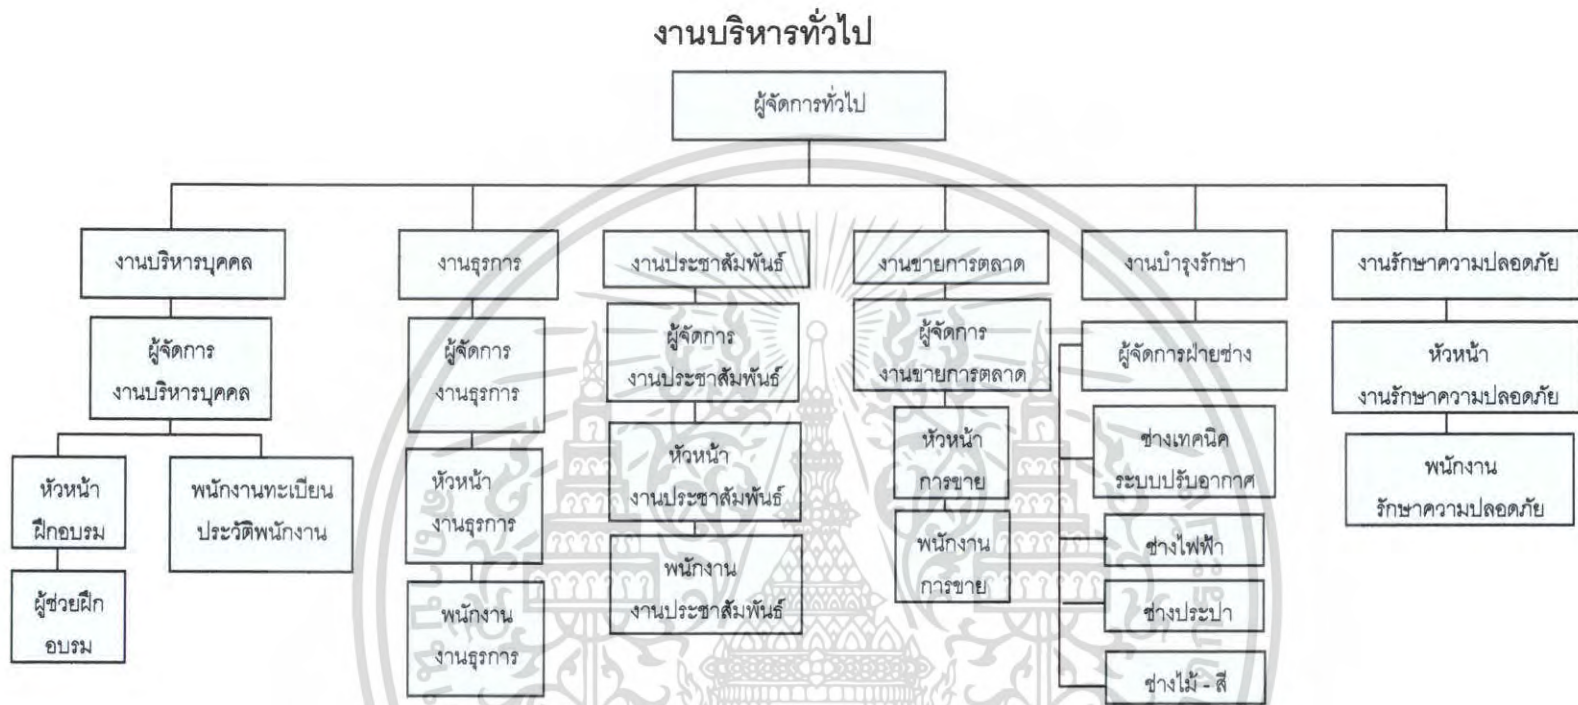 งานบริหารทั่วไป
ผู้จัดการทั่วไป
งานบริหารบุคคล
ผู้จัดการ
งานบริหารบุคคล
หัวหน้า
ฝึกอบรม
ผู้ช่วยฝึก
อบรม
พนักงานทะเบียน
ประวัติพนักงาน
งานธุรการ
ผู้จัดการ
งานธุรการ
หัวหน้า
งานธุรการ
พนักงาน
งานธุรการ
งานประชาสัมพันธ์
ผู้จัดการ
งานประชาสัมพันธ์
หัวหน้า
งานประชาสัมพันธ์
พนักงาน
งานประชาสัมพันธ์
งานขายการตลาด
ผู้จัดการ
งานขายการตลาด
หัวหน้า
การขาย
พนักงาน
การขาย
งานบำรุงรักษา
ผู้จัดการฝ่ายช่าง
ช่างเทคนิค
ระบบปรับอากาศ
ช่างไฟฟ้า
ช่างประปา
ช่างไม้ - สี
งานรักษาความปลอดภัย
หัวหน้า
งานรักษาความปลอดภัย
พนักงาน
รักษาความปลอดภัย